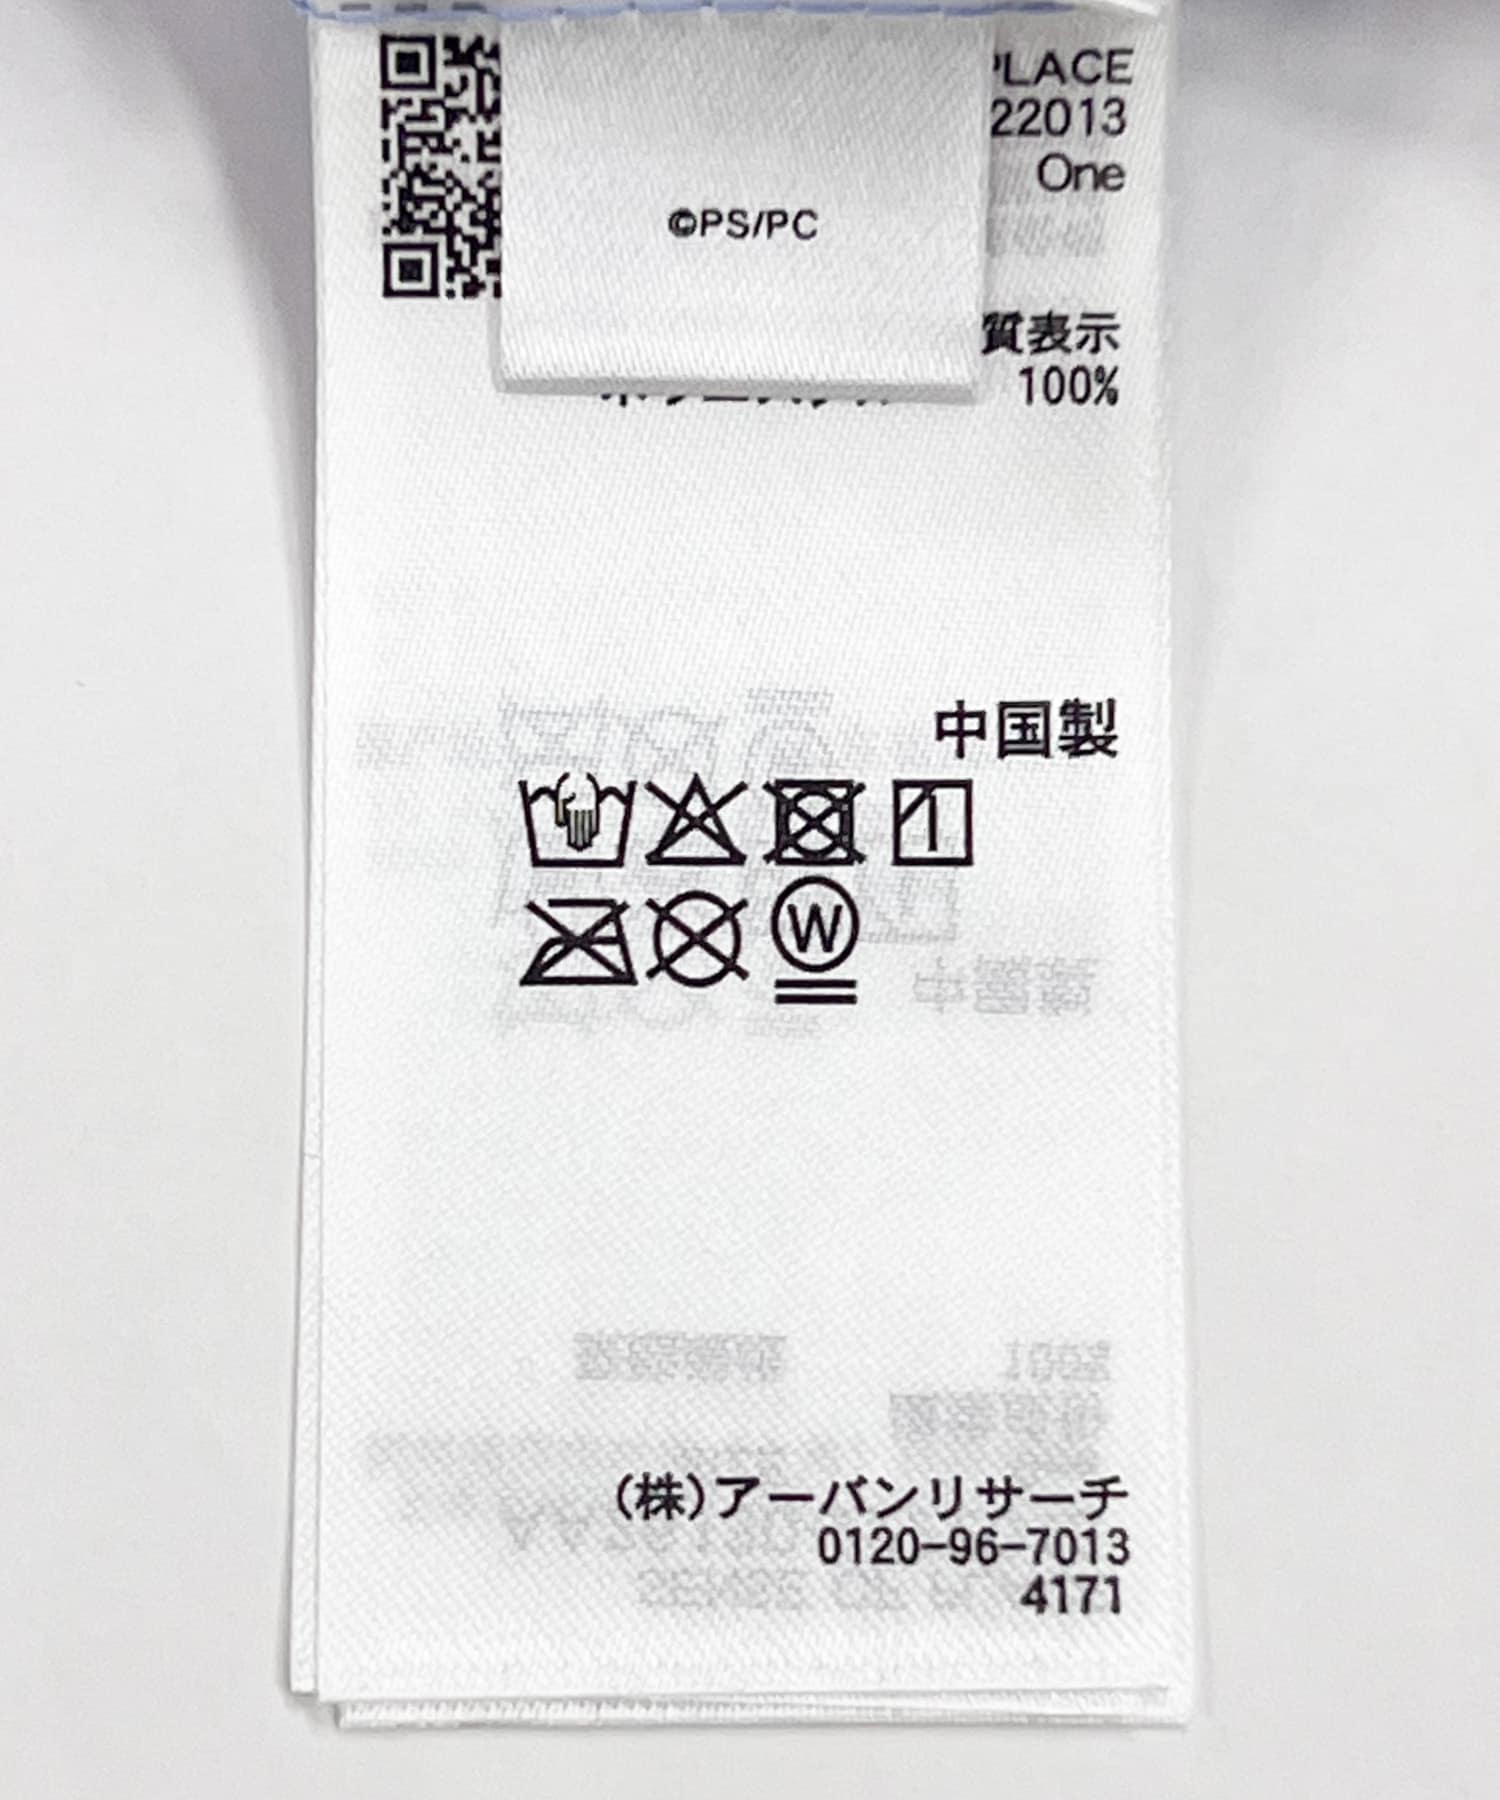 PLACE
22013
One
©PS/PC
質表示
100%
中国製
W
(株)アーバンリサーチ
0120-96-7013
4171